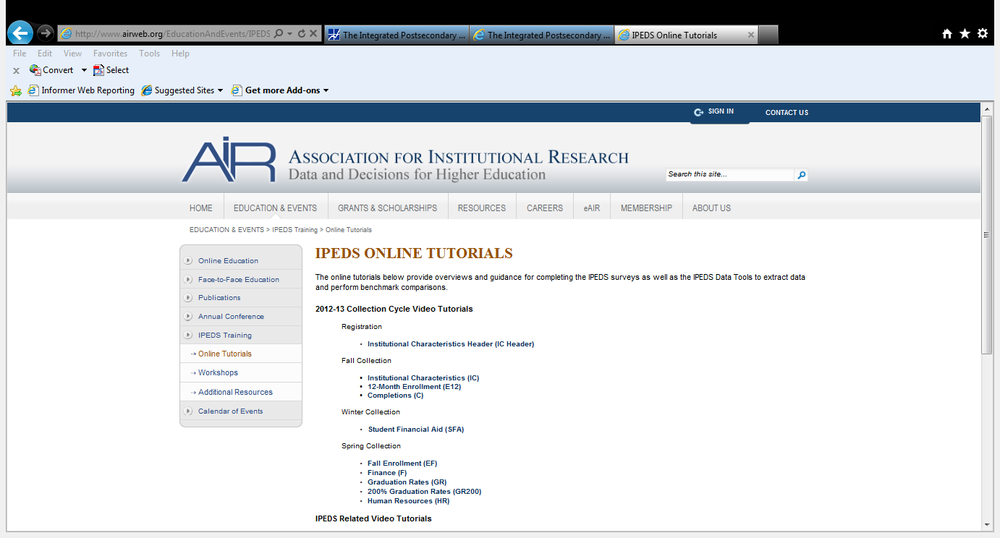 http://www.airweb.org/EducationAndEvents/IPEDS
The Integrated Postsecondary ...
The Integrated Postsecondary ...
IPEDS Online Tutorials
File Edit View Favorites Tools Help
Convert Select
Informer Web Reporting Suggested Sites Get more Add-ons
SIGN IN CONTACT US
AIR ASSOCIATION FOR INSTITUTIONAL RESEARCH
Data and Decisions for Higher Education
Search this site...
HOME EDUCATION & EVENTS GRANTS & SCHOLARSHIPS RESOURCES CAREERS eAIR MEMBERSHIP ABOUT US
EDUCATION & EVENTS > IPEDS Training > Online Tutorials
Online Education
Face-to-Face Education
Publications
Annual Conference
IPEDS Training
Online Tutorials
Workshops
Additional Resources
Calendar of Events
IPEDS ONLINE TUTORIALS
The online tutorials below provide overviews and guidance for completing the IPEDS surveys as well as the IPEDS Data Tools to extract data
and perform benchmark comparisons.
2012-13 Collection Cycle Video Tutorials
Registration
• Institutional Characteristics Header (IC Header)
Fall Collection
• Institutional Characteristics (IC)
• 12-Month Enrollment (E12)
• Completions (C)
Winter Collection
• Student Financial Aid (SFA)
Spring Collection
• Fall Enrollment (EF)
• Finance (F)
• Graduation Rates (GR)
• 200% Graduation Rates (GR200)
• Human Resources (HR)
IPEDS Related Video Tutorials